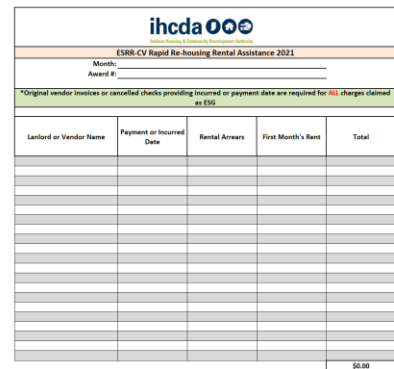 ihcda
Indiana Housing & Community Development Authority
ESRR-CV Rapid Re-housing Rental Assistance 2021
Month:
Award #:
*Original vendor invoices or cancelled checks providing incurred or payment date are required for ALL charges claimed
as ESG
Lanlord or Vendor Name
Payment or Incurred
Date
Rental Arrears
First Month's Rent
Total
$0.00